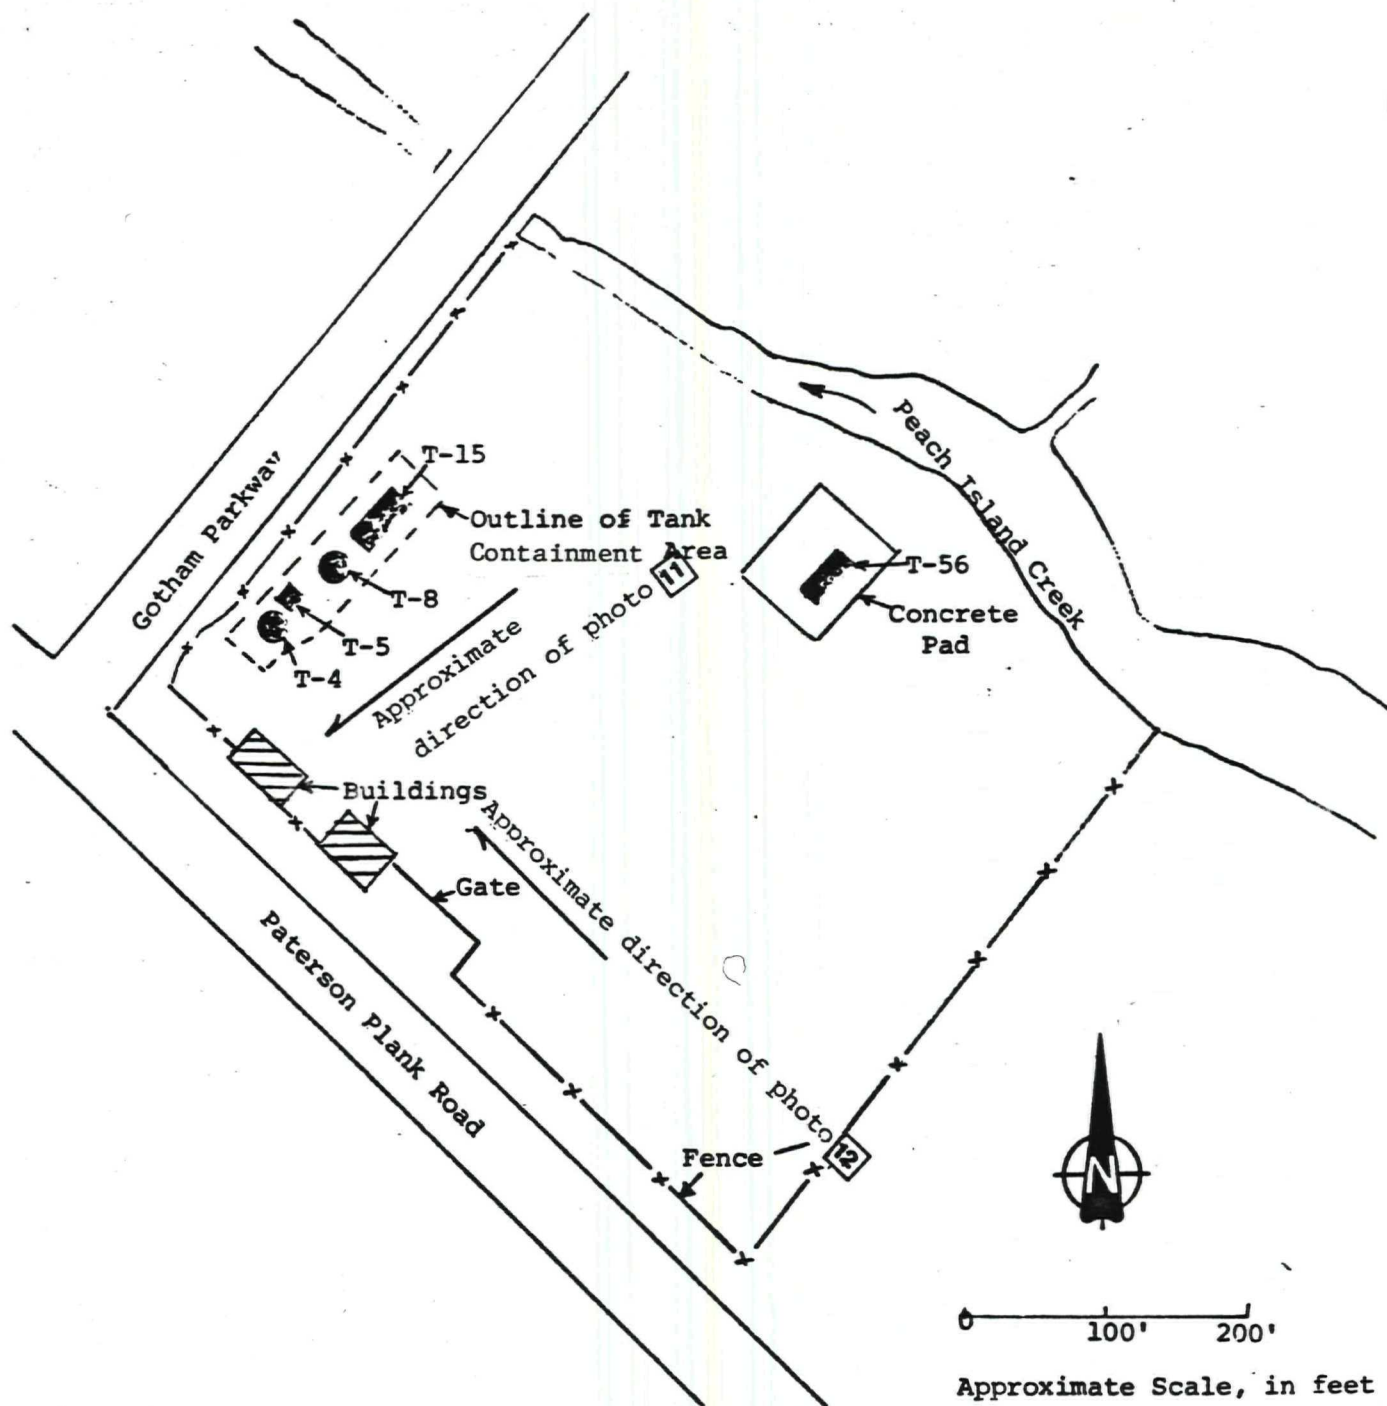 T-15
Gotham Parkway
Outline of Tank
Containment Area
11
T-56
Peach Island Creek
T-8
Concrete
Pad
T-5
T-4
Approximate
direction of photo
Buildings
Gate
Approximate direction of photo
12
Paterson Plank Road
Fence
N
0 100' 200'
Approximate Scale, in feet